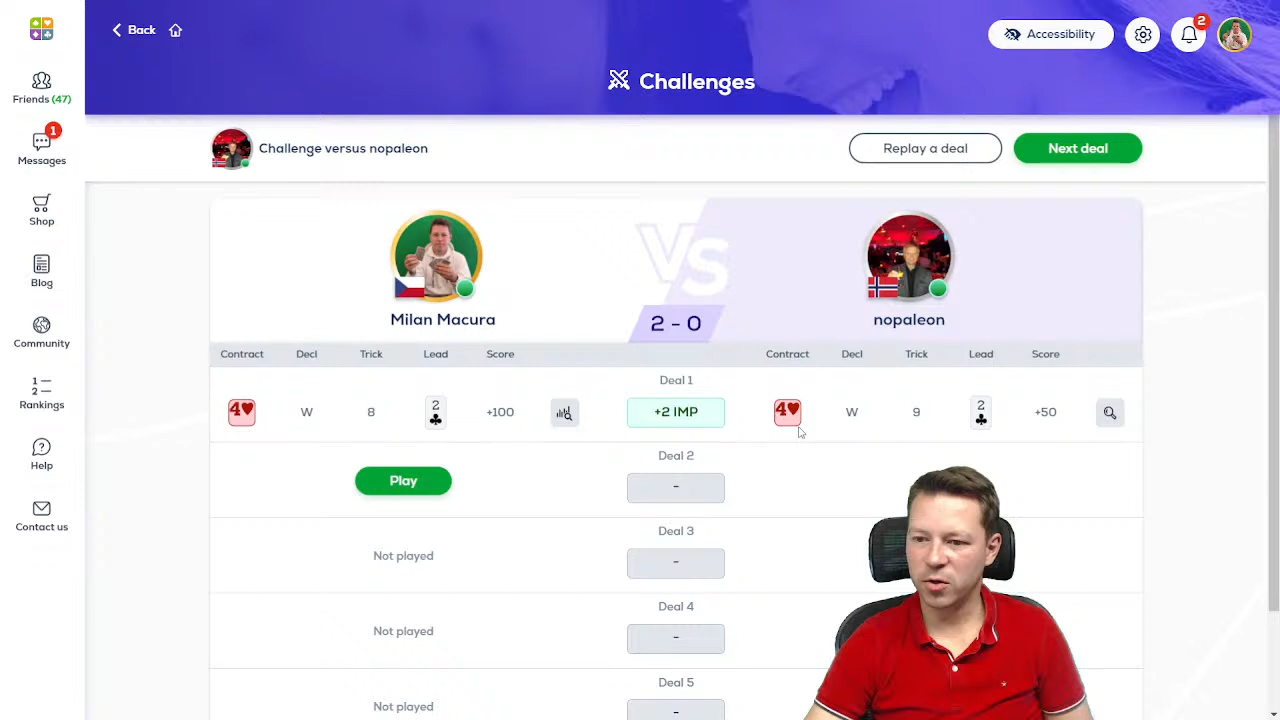 Back
Accessibility
2
Challenges
Friends (47)
1
Messages
Shop
Blog
Community
1
2
Rankings
Help
Contact us
Challenge versus nopaleon
Replay a deal
Next deal
VS
Milan Macura
2 - 0
nopaleon
Contract Decl Trick Lead Score
Contract Decl Trick Lead Score
Deal 1
4♥ W 8 2♣ +100
+2 IMP
4♥ W 9 2♣ +50
Deal 2
Play
-
Deal 3
Not played
-
Deal 4
Not played
-
Deal 5
Not played
-